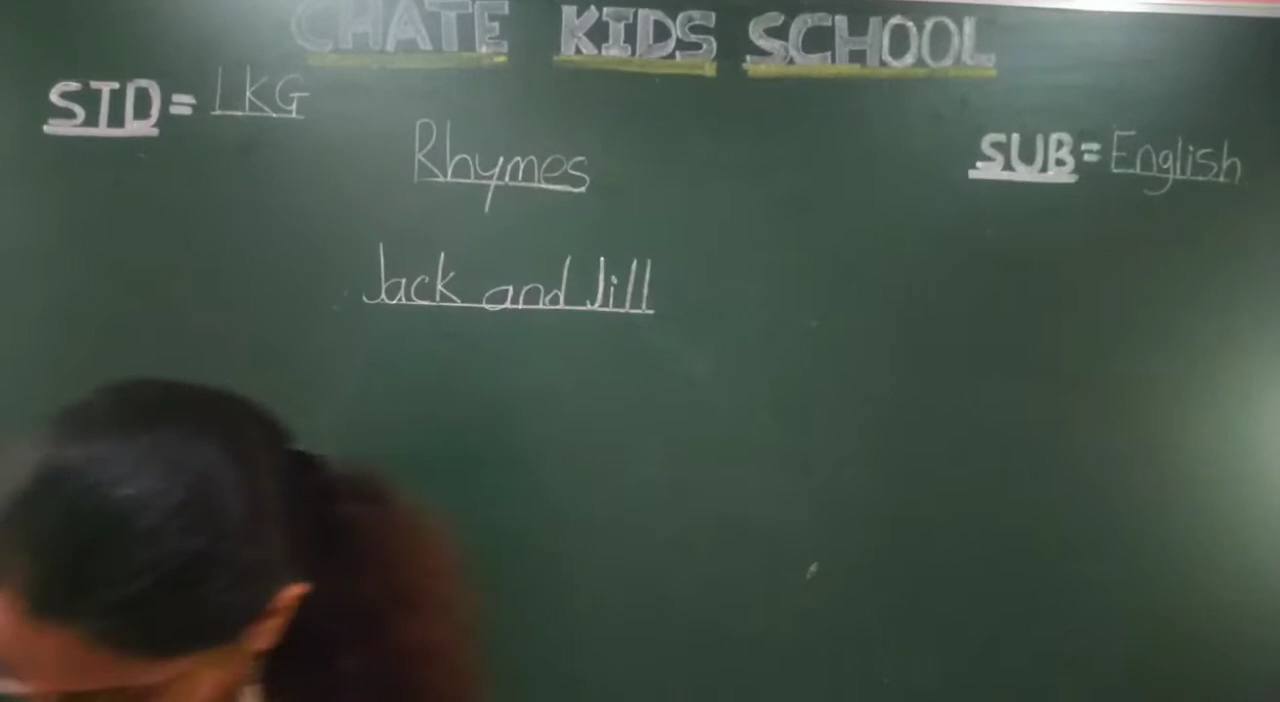 CHATE KIDS SCHOOL
STD = LKG
Rhymes
SUB = English
Jack and Jill